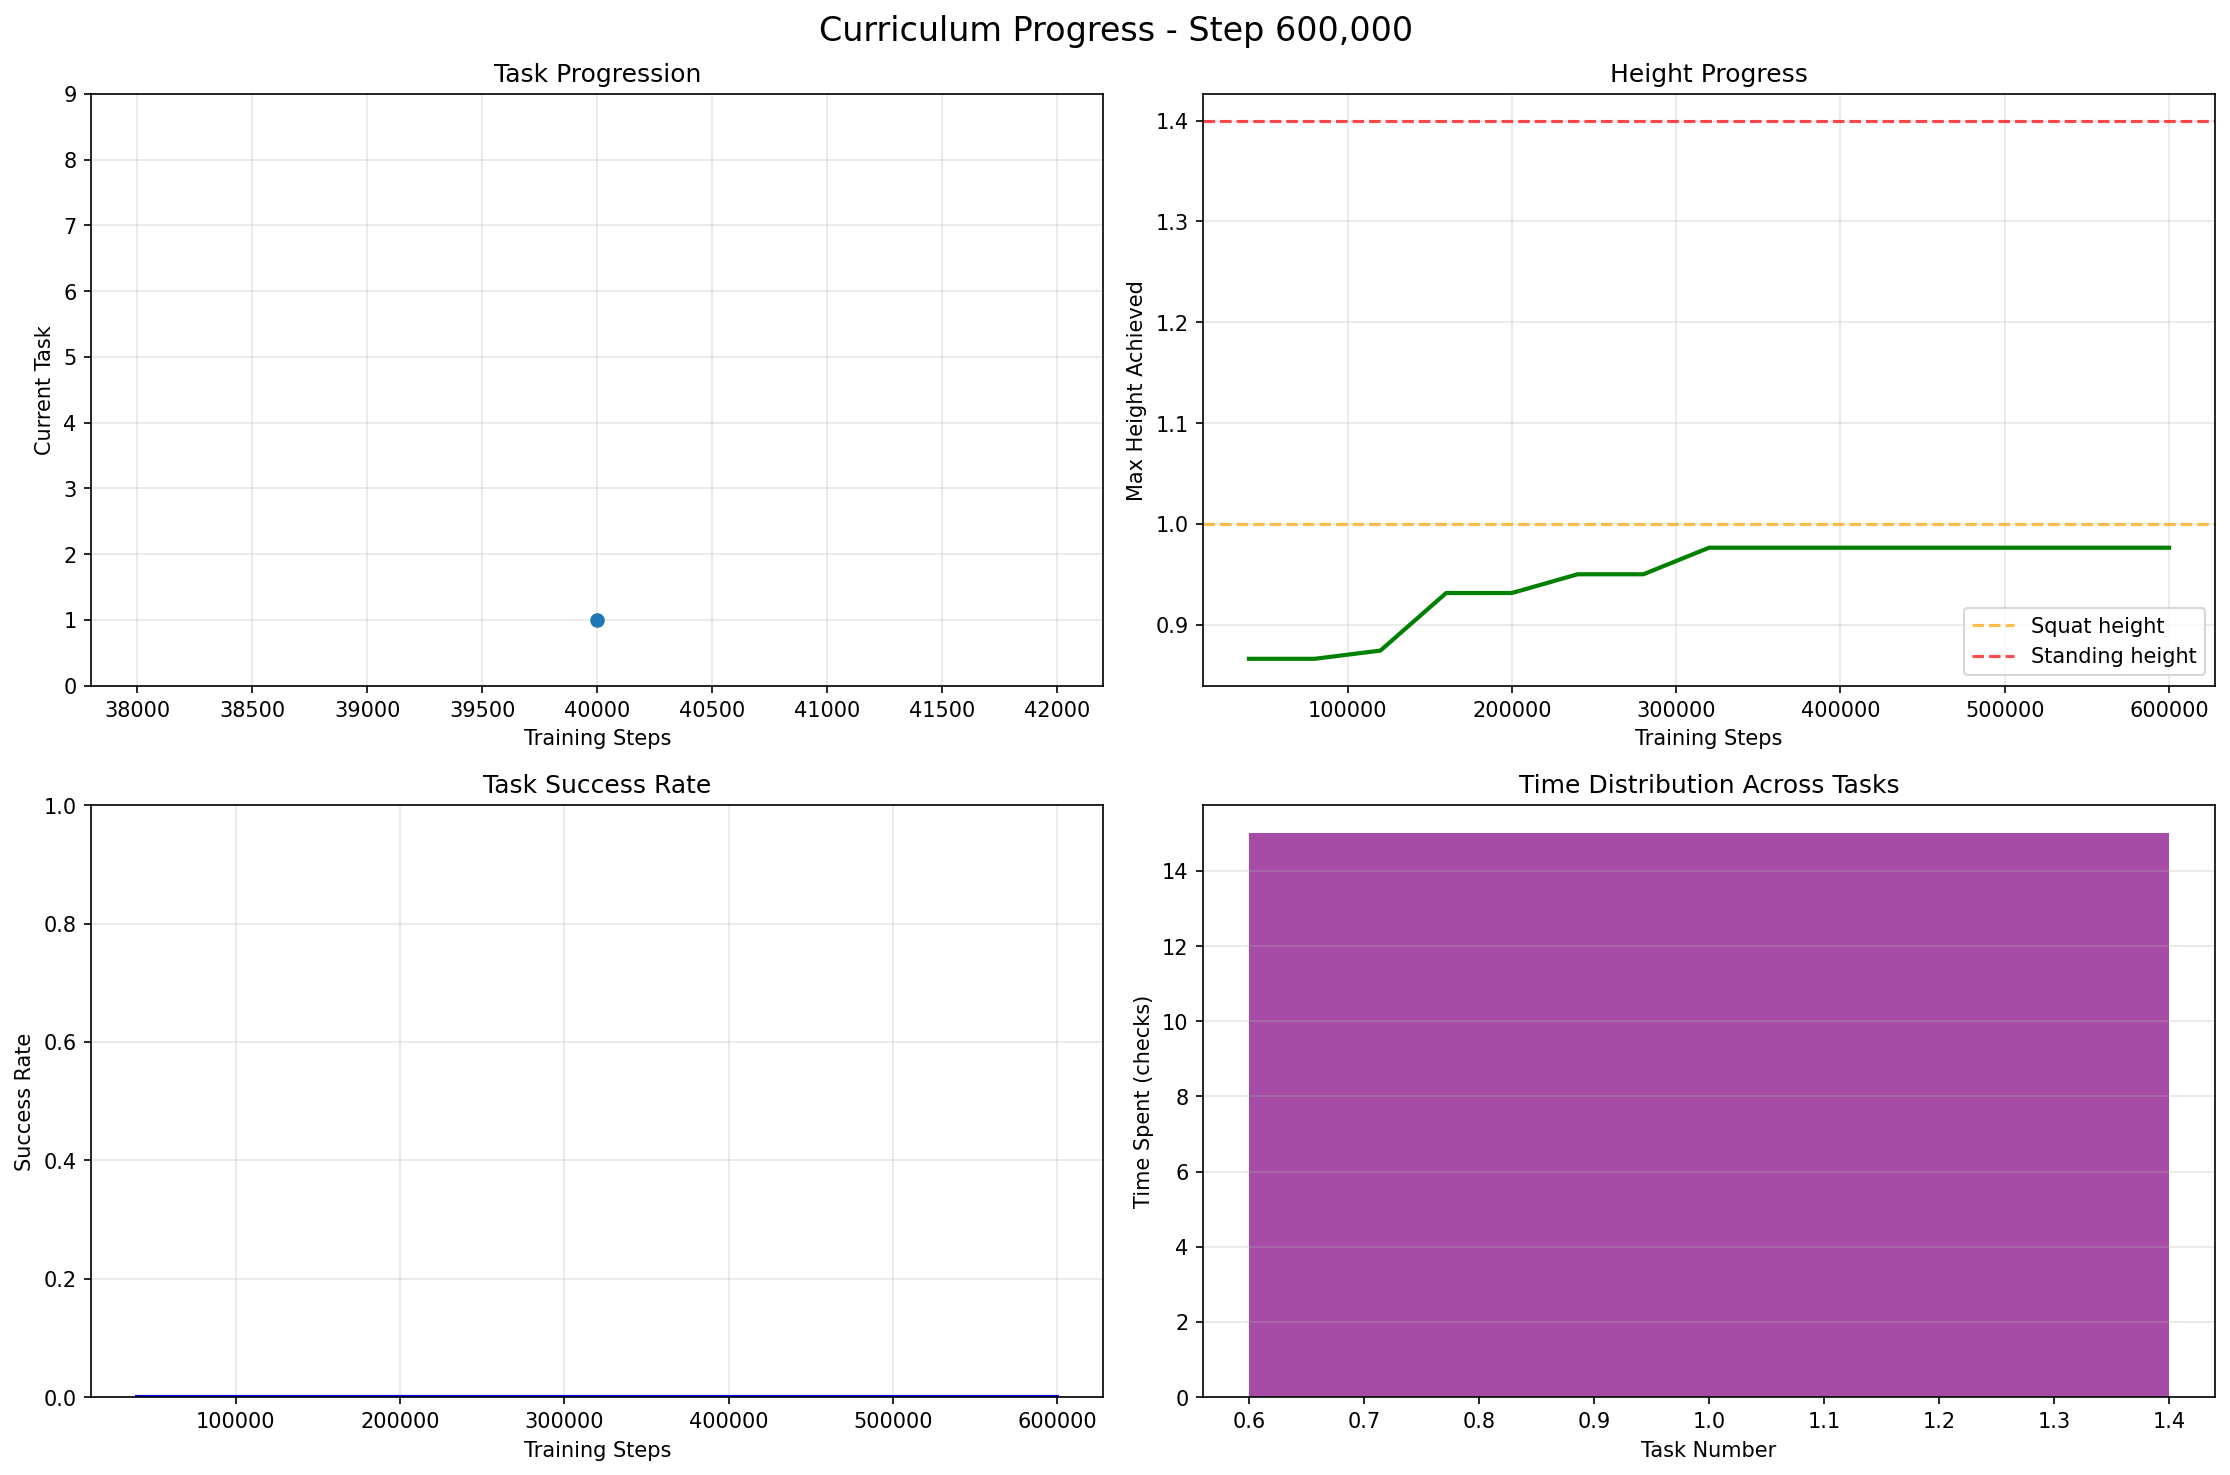 Curriculum Progress - Step 600,000
Task Progression
9
8
7
6
5
4
3
2
1
0
Current Task
38000 38500 39000 39500 40000 40500 41000 41500 42000
Training Steps
Height Progress
1.4
1.3
1.2
1.1
1.0
0.9
Max Height Achieved
Squat height
Standing height
100000 200000 300000 400000 500000 600000
Training Steps
Task Success Rate
1.0
0.8
0.6
0.4
0.2
0.0
Success Rate
100000 200000 300000 400000 500000 600000
Training Steps
Time Distribution Across Tasks
14
12
10
8
6
4
2
0
Time Spent (checks)
0.6 0.7 0.8 0.9 1.0 1.1 1.2 1.3 1.4
Task Number